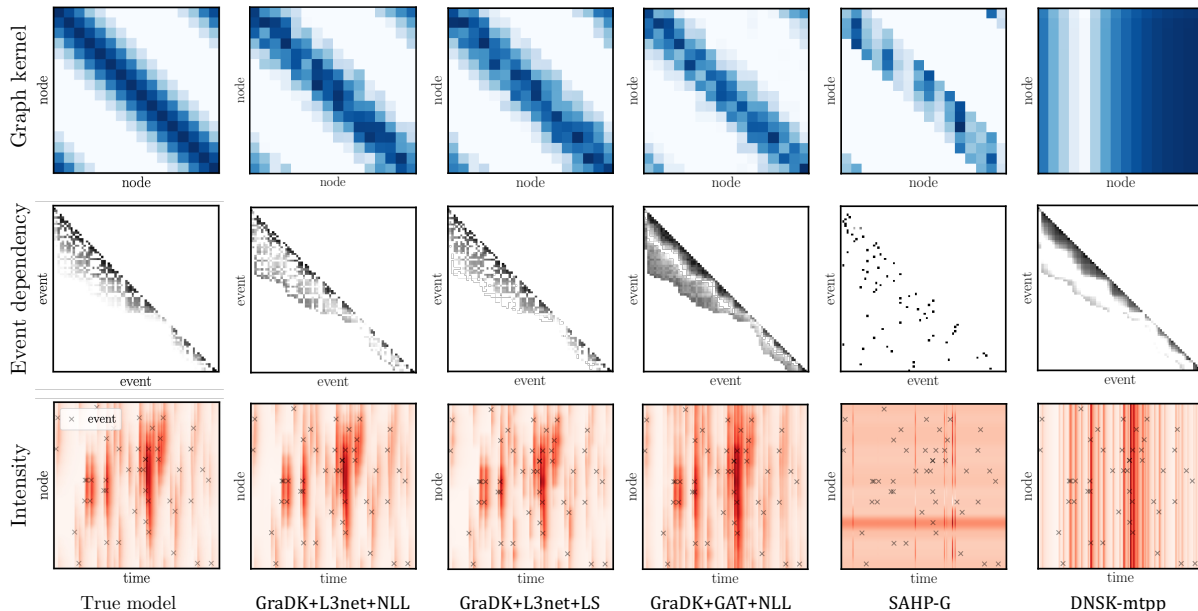 Graph kernel
node
node
node
node
node
node
node
node
node
node
node
node
Event dependency
event
event
event
event
event
event
event
event
event
event
event
event
Intensity
× event
node
node
node
node
node
node
time
time
time
time
time
time
True model
GraDK+L3net+NLL
GraDK+L3net+LS
GraDK+GAT+NLL
SAHP-G
DNSK-mtpp